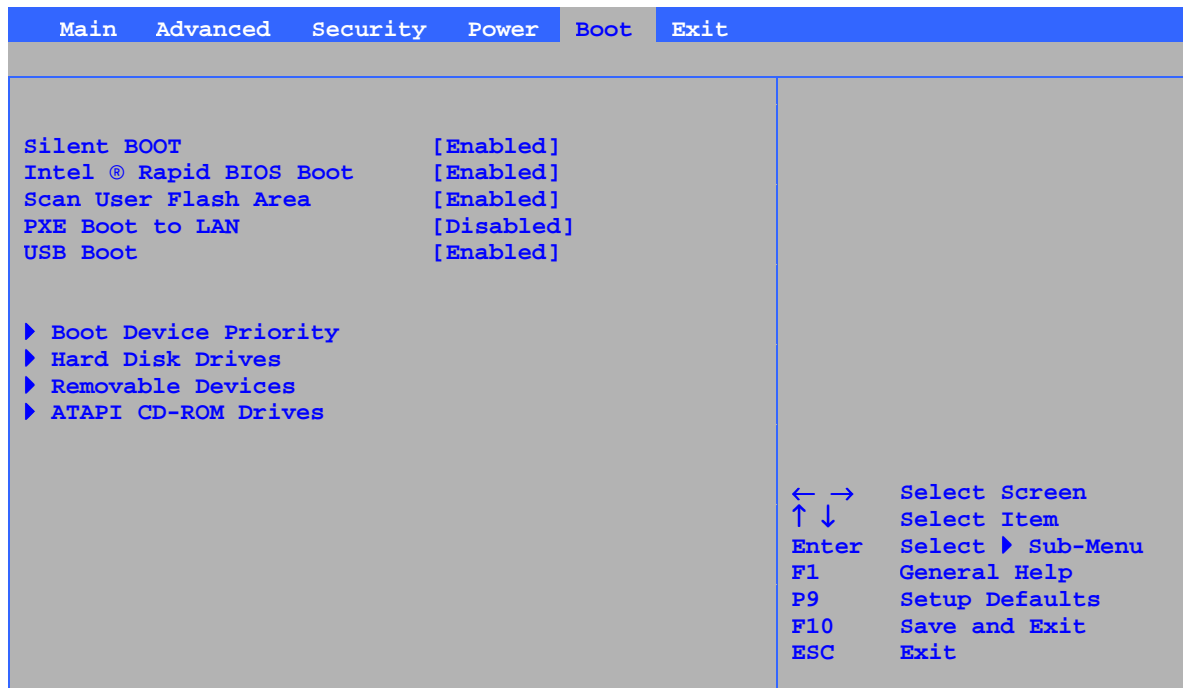 Main Advanced Security Power Boot Exit
Silent BOOT [Enabled]
Intel ® Rapid BIOS Boot [Enabled]
Scan User Flash Area [Enabled]
PXE Boot to LAN [Disabled]
USB Boot [Enabled]
Boot Device Priority
Hard Disk Drives
Removable Devices
ATAPI CD-ROM Drives
← → Select Screen
↑ ↓ Select Item
Enter Select Sub-Menu
F1 General Help
P9 Setup Defaults
F10 Save and Exit
ESC Exit